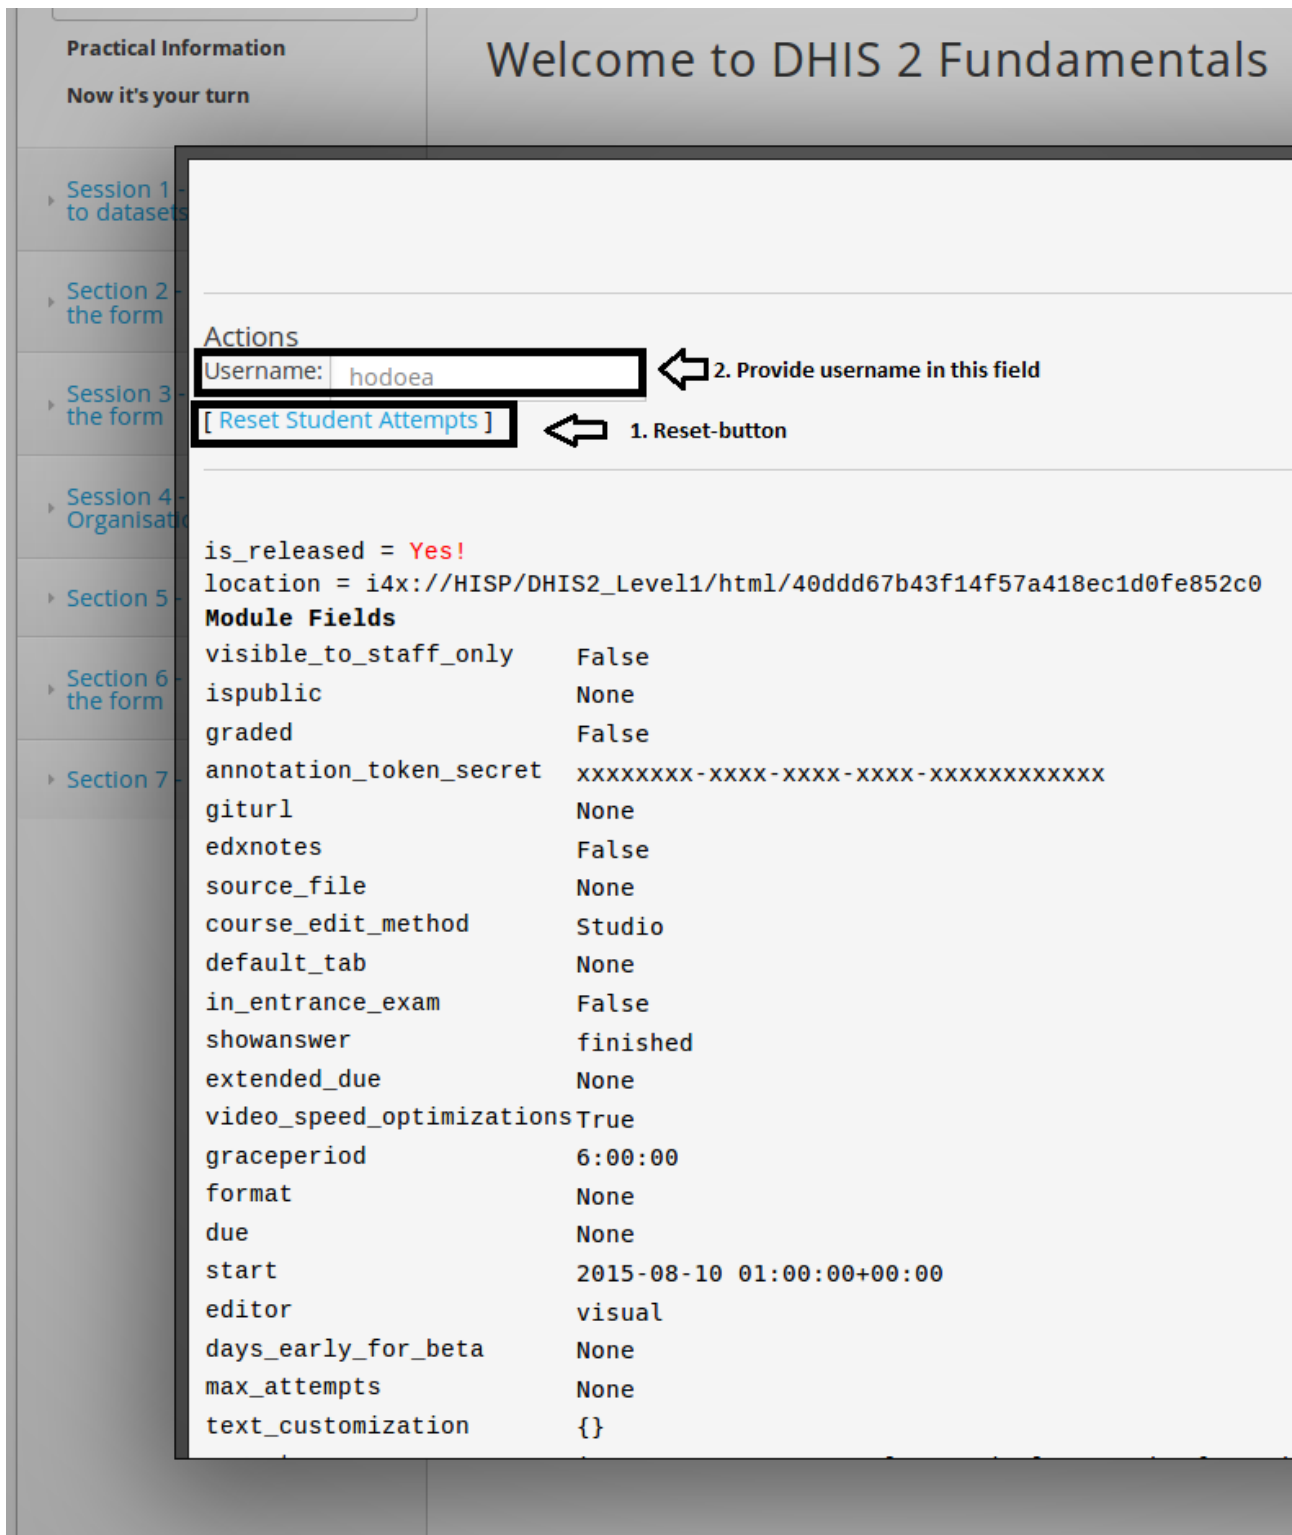 Practical Information
Welcome to DHIS 2 Fundamentals
Now it's your turn
Session 1 -
to datasets
Section 2 -
the form
Session 3 -
the form
Session 4 -
Organisatio
Section 5 -
Section 6 -
the form
Section 7 -
Actions
Username: hodoea
2. Provide username in this field
[ Reset Student Attempts ]
1. Reset-button
is_released = Yes!
location = i4x://HISP/DHIS2_Level1/html/40ddd67b43f14f57a418ec1d0fe852c0
Module Fields
visible_to_staff_only False
ispublic None
graded False
annotation_token_secret xxxxxxxx-xxxx-xxxx-xxxx-xxxxxxxxxxxx
giturl None
edxnotes False
source_file None
course_edit_method Studio
default_tab None
in_entrance_exam False
showanswer finished
extended_due None
video_speed_optimizations True
graceperiod 6:00:00
format None
due None
start 2015-08-10 01:00:00+00:00
editor visual
days_early_for_beta None
max_attempts None
text_customization {}